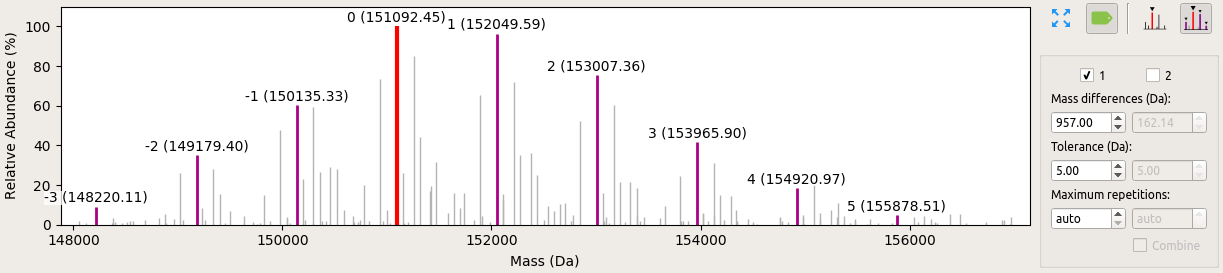 0 (151092.45)
1 (152049.59)
2 (153007.36)
-1 (150135.33)
-2 (149179.40)
3 (153965.90)
4 (154920.97)
-3 (148220.11)
5 (155878.51)
100
80
60
40
20
0
Relative Abundance (%)
148000 150000 152000 154000 156000
Mass (Da)
1 2
Mass differences (Da):
957.00 162.14
Tolerance (Da):
5.00 5.00
Maximum repetitions:
auto auto
Combine